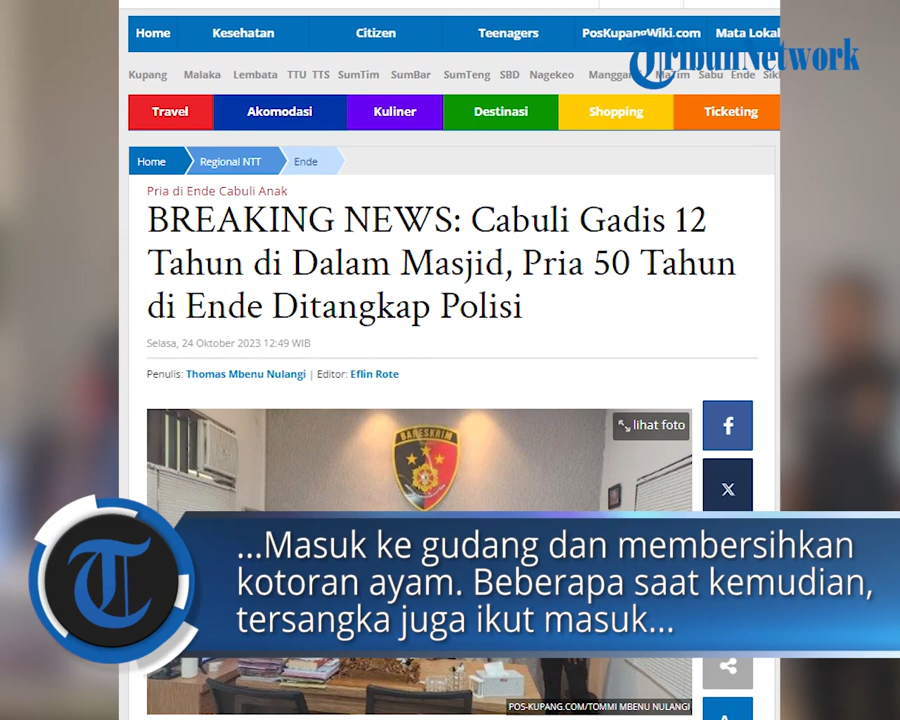 Home Kesehatan Citizen Teenagers PosKupangWiki.com Mata Lokal
TribunNetwork
Kupang Malaka Lembata TTU TTS SumTim SumBar SumTeng SBD Nagekeo Sabu Ende
Travel Akomodasi Kuliner Destinasi Shopping Ticketing
Home Regional NTT Ende
Pria di Ende Cabuli Anak
BREAKING NEWS: Cabuli Gadis 12
Tahun di Dalam Masjid, Pria 50 Tahun
di Ende Ditangkap Polisi
Selasa, 24 Oktober 2023 12:49 WIB
Penulis: Thomas Mbenu Nulangi | Editor: Eflin Rote
lihat foto
BARESKRIM
...Masuk ke gudang dan membersihkan
kotoran ayam. Beberapa saat kemudian,
tersangka juga ikut masuk...
POS-KUPANG.COM/TOMMI MBENU NULANGI